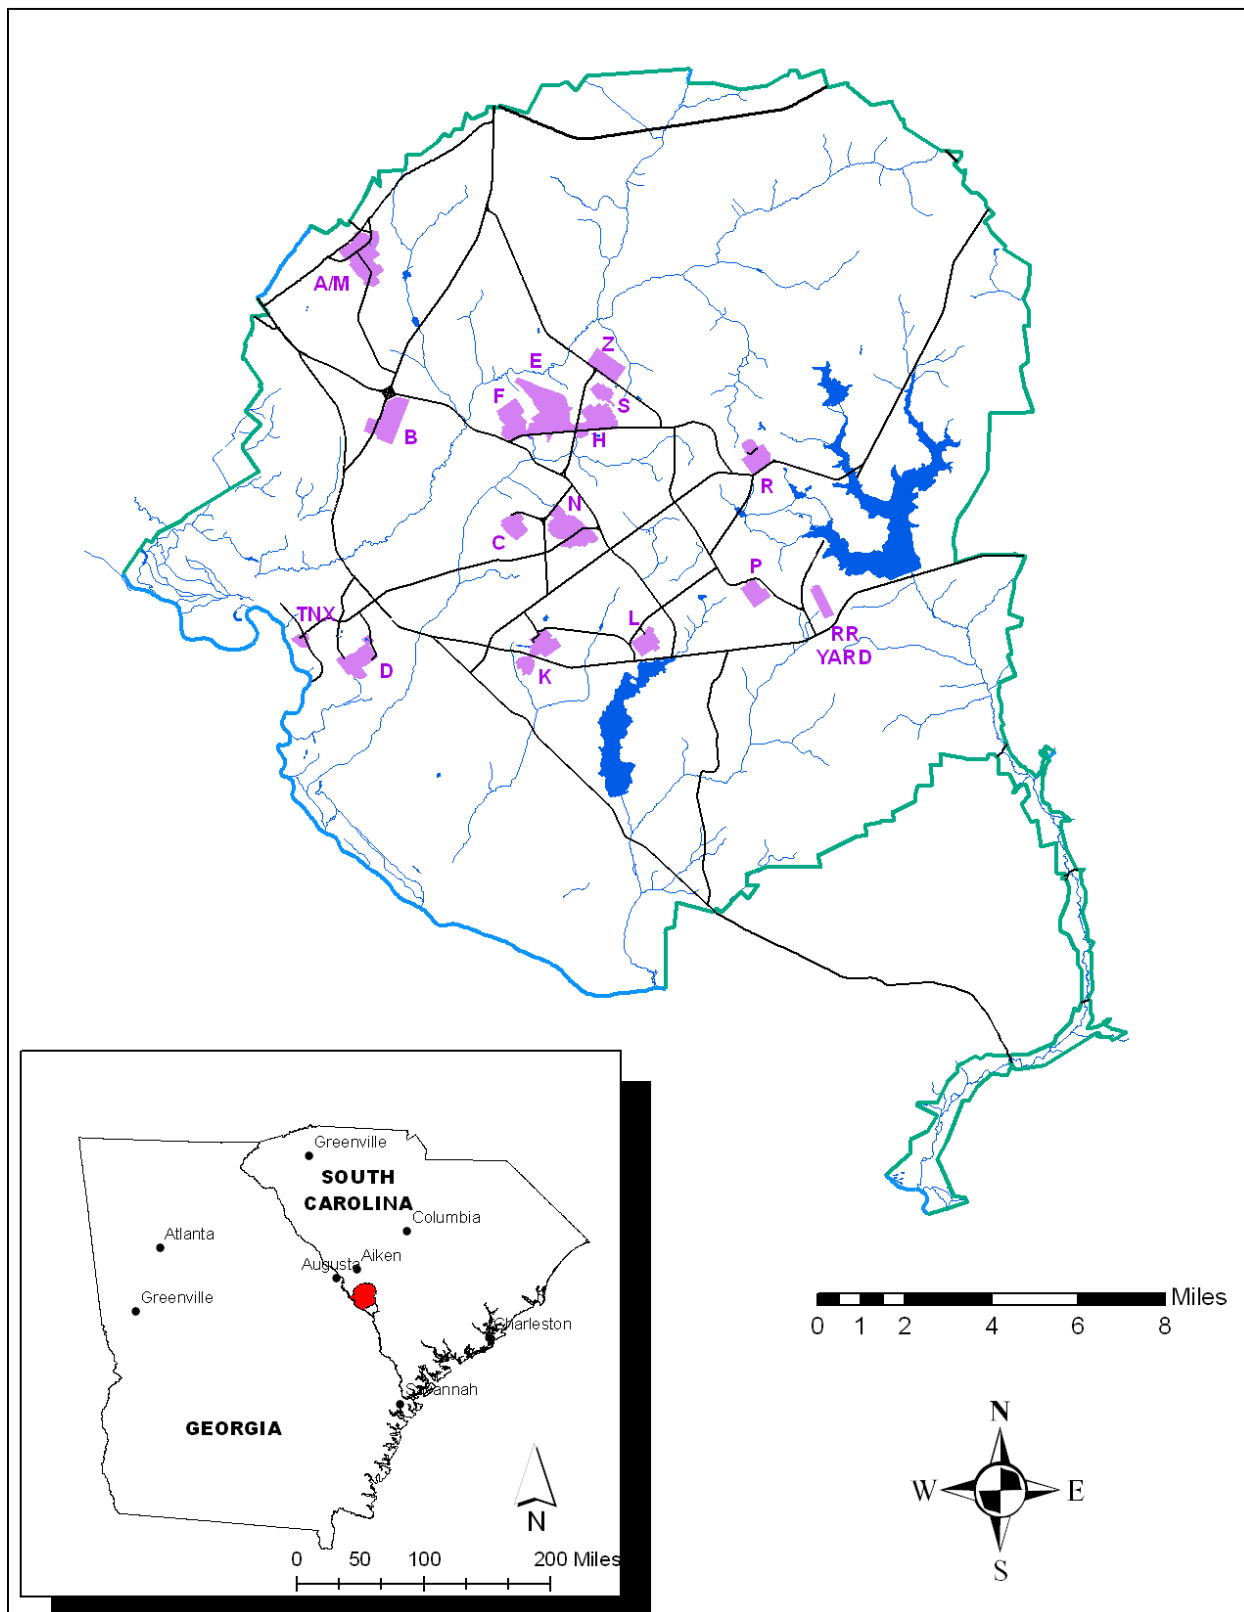 A/M
Z
E
F
S
B
H
R
N
C
P
TNX
L
RR
YARD
D
K
Greenville
SOUTH
CAROLINA
Columbia
Atlanta
Aiken
Augusta
Greenville
Charleston
Savannah
GEORGIA
N
0 50 100 200 Miles
Miles
0 1 2 4 6 8
N
W E
S